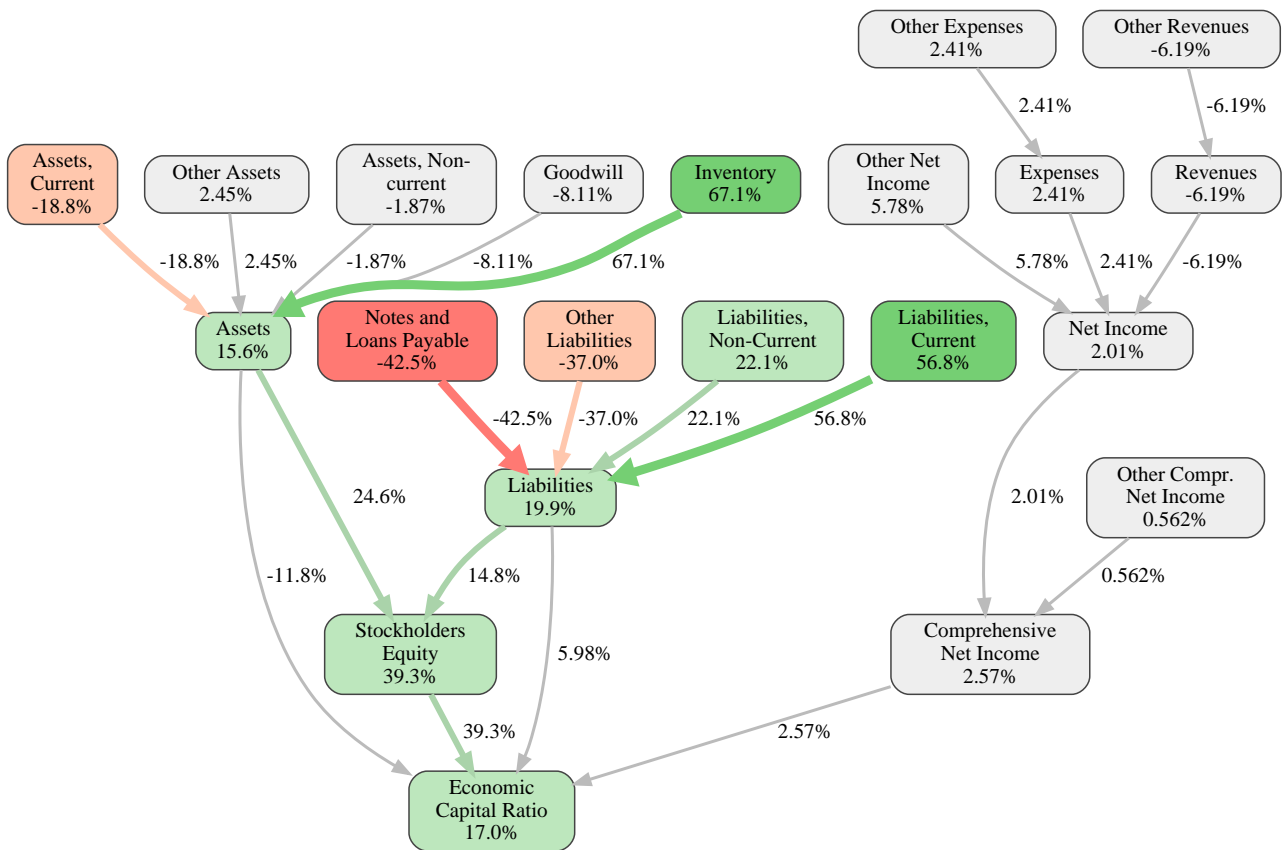 Other Expenses
2.41%
Other Revenues
-6.19%
2.41%
-6.19%
Assets,
Current
-18.8%
Other Assets
2.45%
Assets, Non-
current
-1.87%
Goodwill
-8.11%
Inventory
67.1%
Other Net
Income
5.78%
Expenses
2.41%
Revenues
-6.19%
-18.8%
2.45%
-1.87%
-8.11%
67.1%
5.78%
2.41%
-6.19%
Assets
15.6%
Notes and
Loans Payable
-42.5%
Other
Liabilities
-37.0%
Liabilities,
Non-Current
22.1%
Liabilities,
Current
56.8%
Net Income
2.01%
-42.5%
-37.0%
22.1%
56.8%
24.6%
Liabilities
19.9%
2.01%
Other Compr.
Net Income
0.562%
-11.8%
14.8%
0.562%
Stockholders
Equity
39.3%
5.98%
Comprehensive
Net Income
2.57%
39.3%
2.57%
Economic
Capital Ratio
17.0%